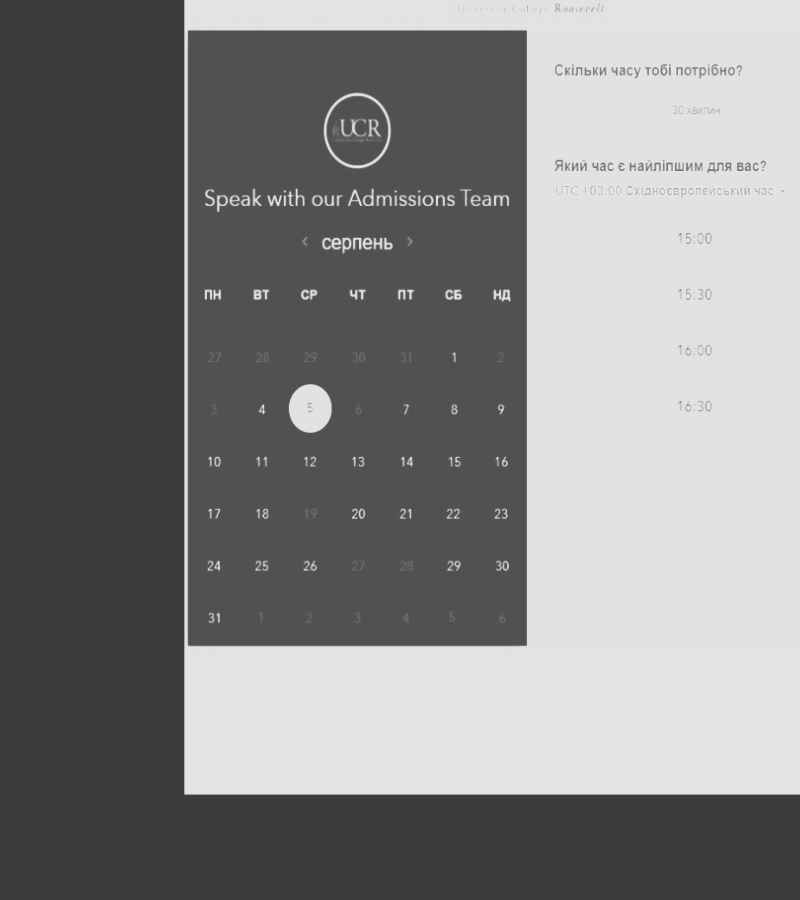 University College Roosevelt
UCR
Speak with our Admissions Team
‹ серпень ›
ПН ВТ СР ЧТ ПТ СБ НД
27 28 29 30 31 1 2
3 4 5 6 7 8 9
10 11 12 13 14 15 16
17 18 19 20 21 22 23
24 25 26 27 28 29 30
31 1 2 3 4 5 6
Скільки часу тобі потрібно?
30 хвилин
Який час є найліпшим для вас?
UTC +03:00 Східноєвропейський час
15:00
15:30
16:00
16:30